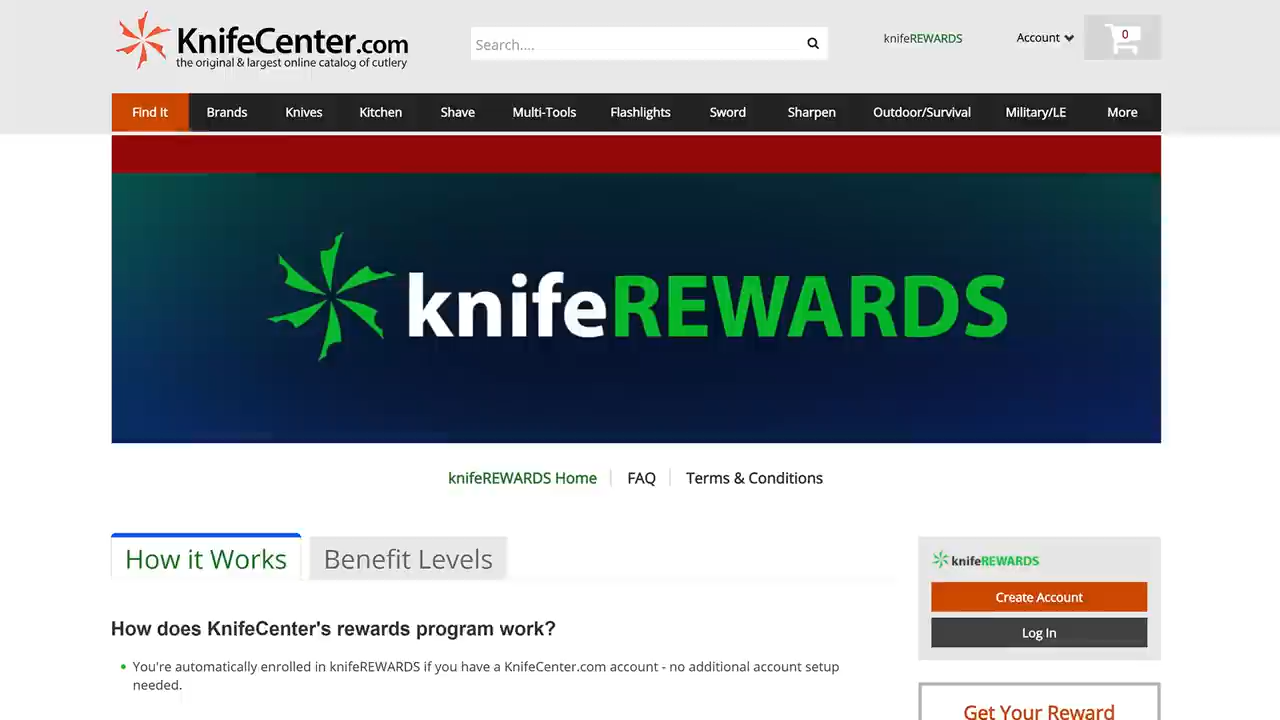 KnifeCenter.com
the original & largest online catalog of cutlery
Search....
knifeREWARDS
Account
0
Find It
Brands
Knives
Kitchen
Shave
Multi-Tools
Flashlights
Sword
Sharpen
Outdoor/Survival
Military/LE
More
knifeREWARDS
knifeREWARDS Home
FAQ
Terms & Conditions
How it Works
Benefit Levels
How does KnifeCenter's rewards program work?
You're automatically enrolled in knifeREWARDS if you have a KnifeCenter.com account - no additional account setup
needed.
knifeREWARDS
Create Account
Log In
Get Your Reward